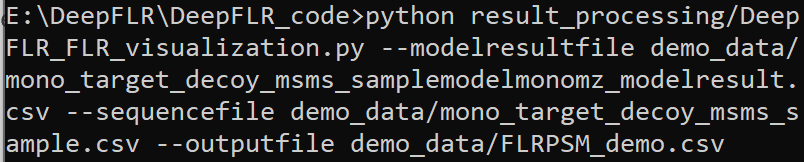 E:\DeepFLR\DeepFLR_code>python result_processing/Deep
FLR_FLR_visualization.py --modelresultfile demo_data/
mono_target_decoy_msms_samplemodelmonomz_modelresult.
csv --sequencefile demo_data/mono_target_decoy_msms_s
ample.csv --outputfile demo_data/FLRPSM_demo.csv